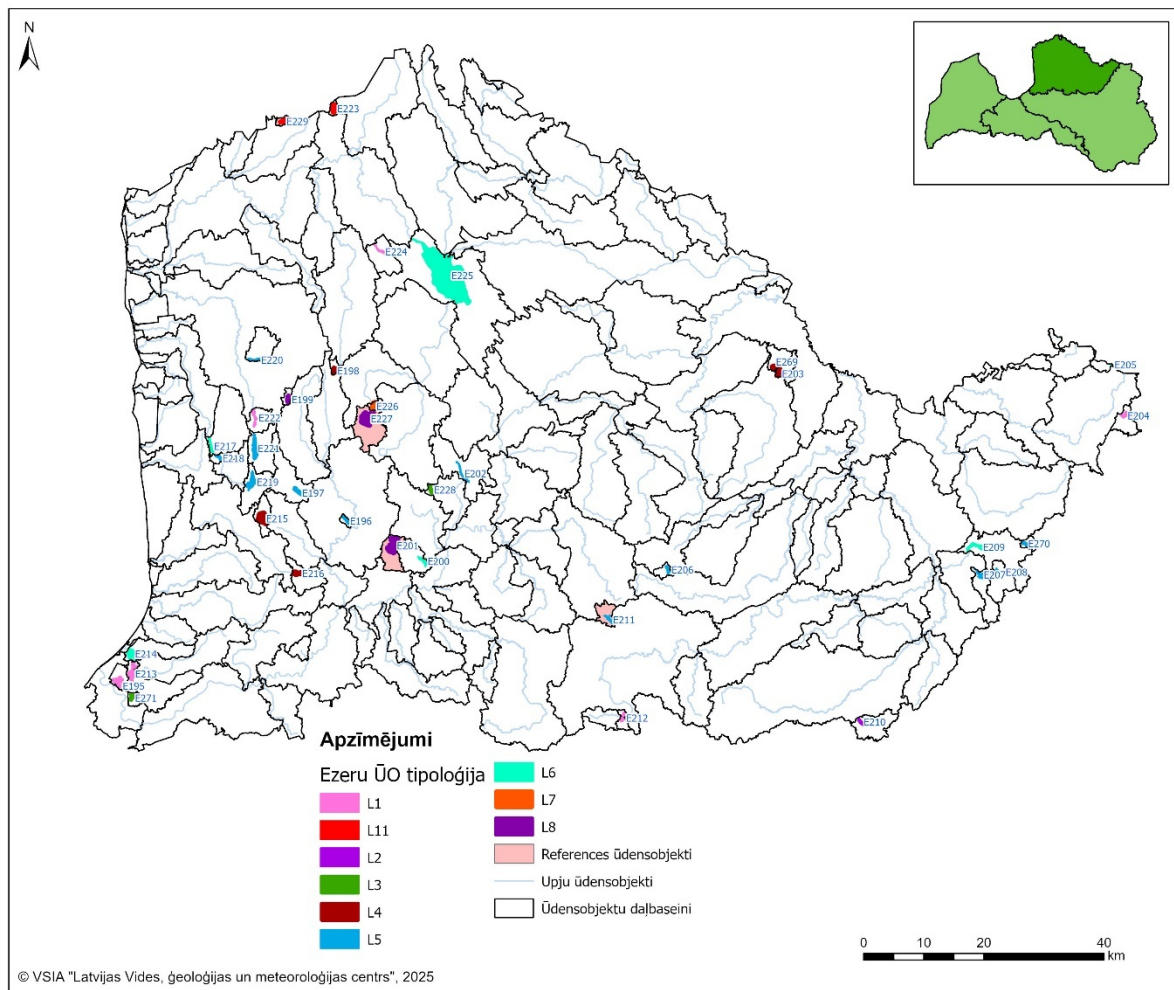 N
E223
E229
E224
E225
E220
E198
E269
E203
E205
E199
E204
E226
E222
E227
E217
E221
E218
E202
E219
E197
E228
E215
E196
E201
E209
E270
E200
E216
E206
E207
E208
E211
E214
E213
E195
E271
E212
E210
Apzīmējumi
Ezeru ŪO tipoloģija
L1
L11
L2
L3
L4
L5
L6
L7
L8
References ūdensobjekti
Upju ūdensobjekti
Ūdensobjektu daļbaseini
0 10 20 40
km
© VSIA "Latvijas Vides, ģeoloģijas un meteoroloģijas centrs", 2025